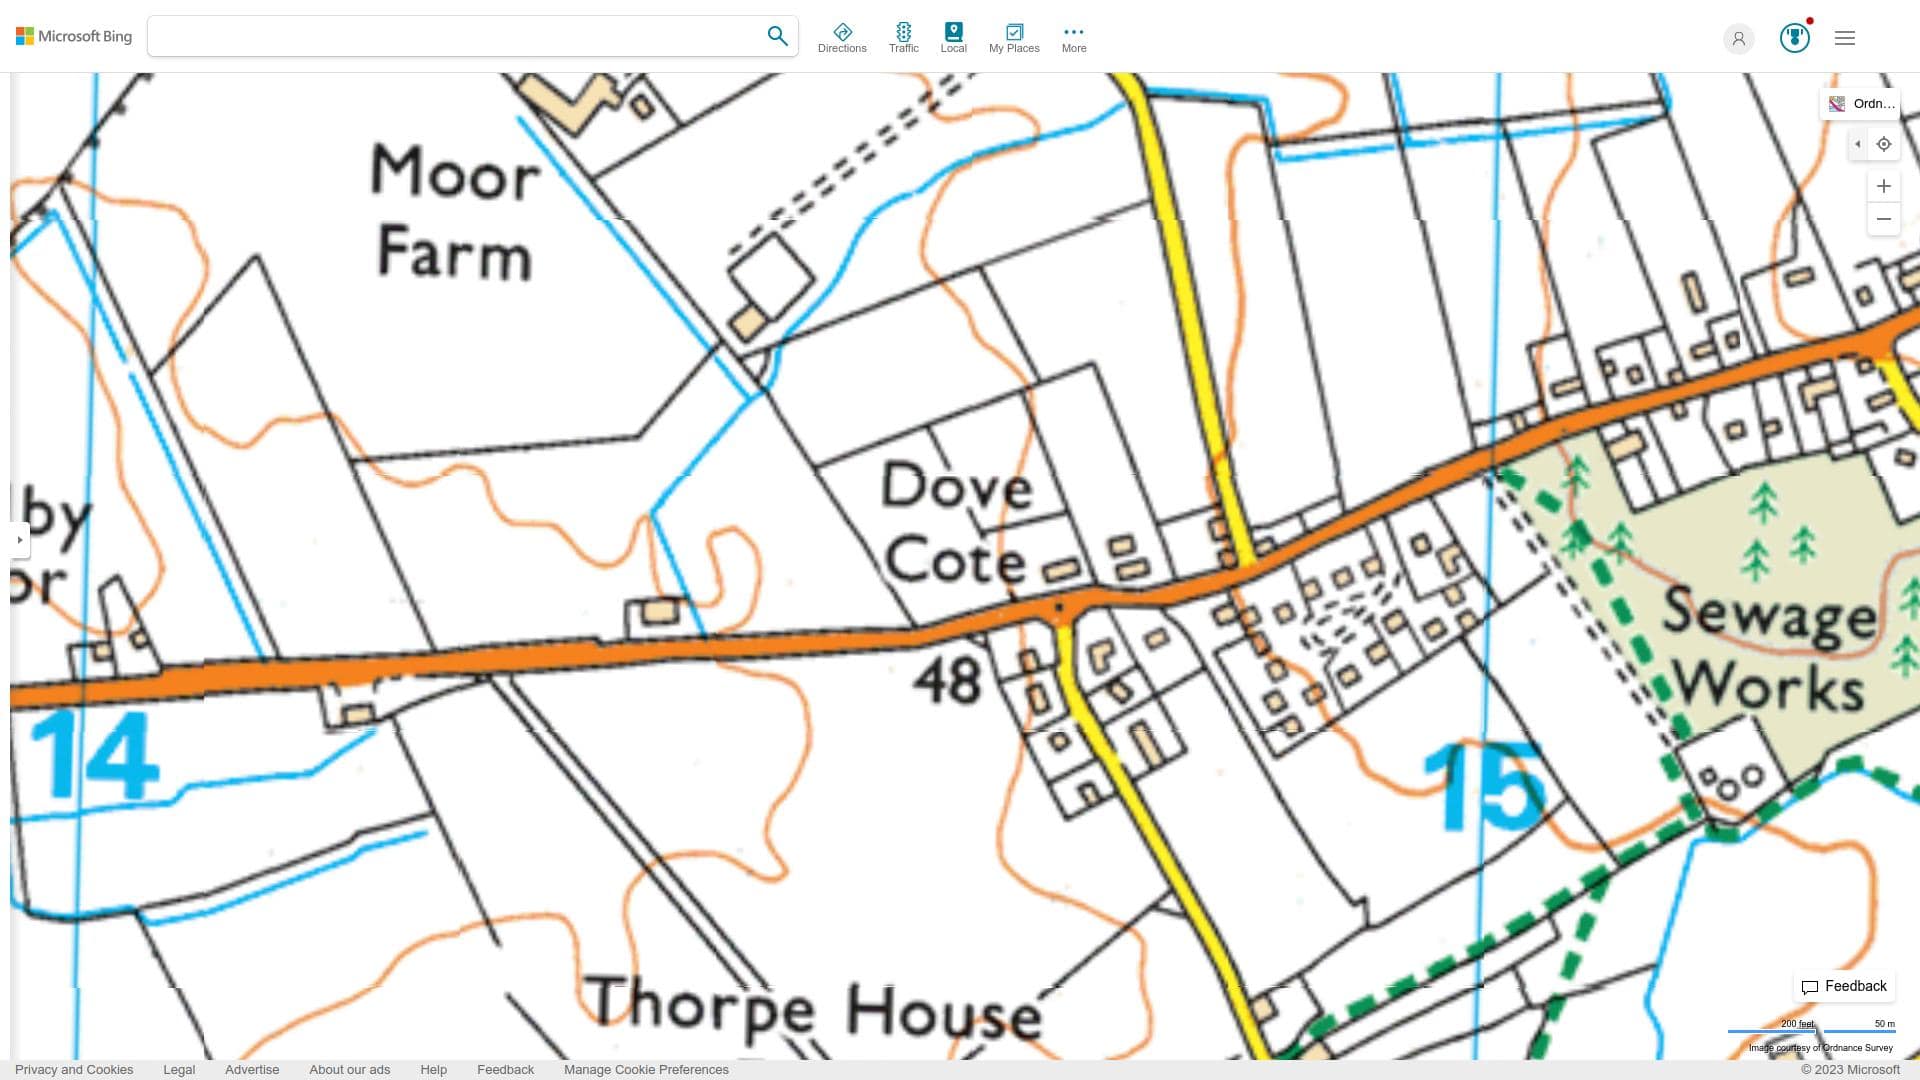 Microsoft Bing
Directions
Traffic
Local
My Places
More
Ordn...
Moor
Farm
by
or
Dove
Cote
48
Sewage
Works
14
15
Thorpe House
Feedback
200 feet 50 m
Image courtesy of Ordnance Survey
Privacy and Cookies Legal Advertise About our ads Help Feedback Manage Cookie Preferences © 2023 Microsoft